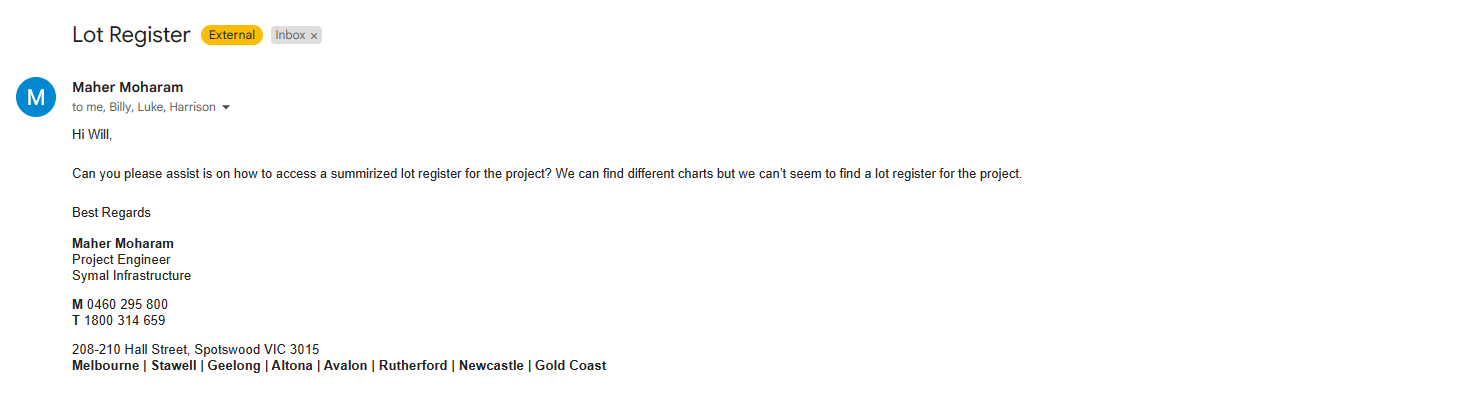 Lot Register External Inbox ×
M
Maher Moharam
to me, Billy, Luke, Harrison
Hi Will,
Can you please assist is on how to access a summirized lot register for the project? We can find different charts but we can't seem to find a lot register for the project.
Best Regards
Maher Moharam
Project Engineer
Symal Infrastructure
M 0460 295 800
T 1800 314 659
208-210 Hall Street, Spotswood VIC 3015
Melbourne | Stawell | Geelong | Altona | Avalon | Rutherford | Newcastle | Gold Coast